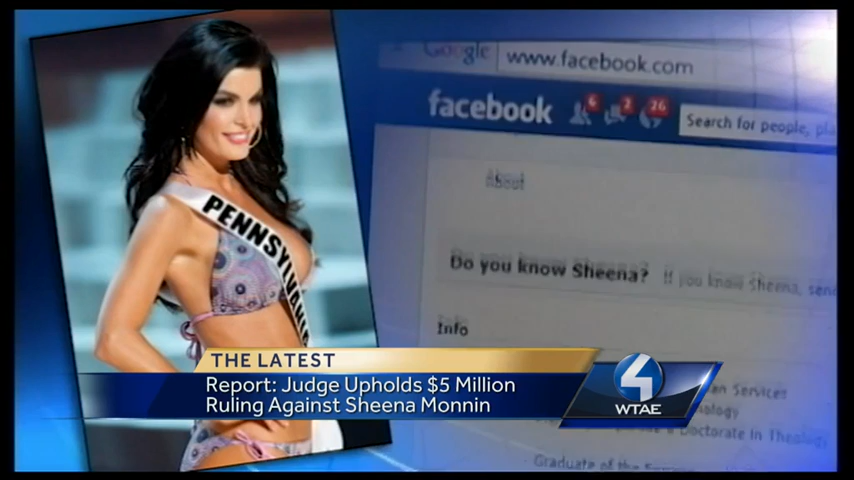 PENNSYLVANIA
Google
www.facebook.com
facebook
6 2 26
Search for people, pla
About
Do you know Sheena? If you know Sheena, sen
Info
THE LATEST
Report: Judge Upholds $5 Million
Ruling Against Sheena Monnin
4
WTAE
an Services
ology
a Doctorate in Theology
Graduate of the